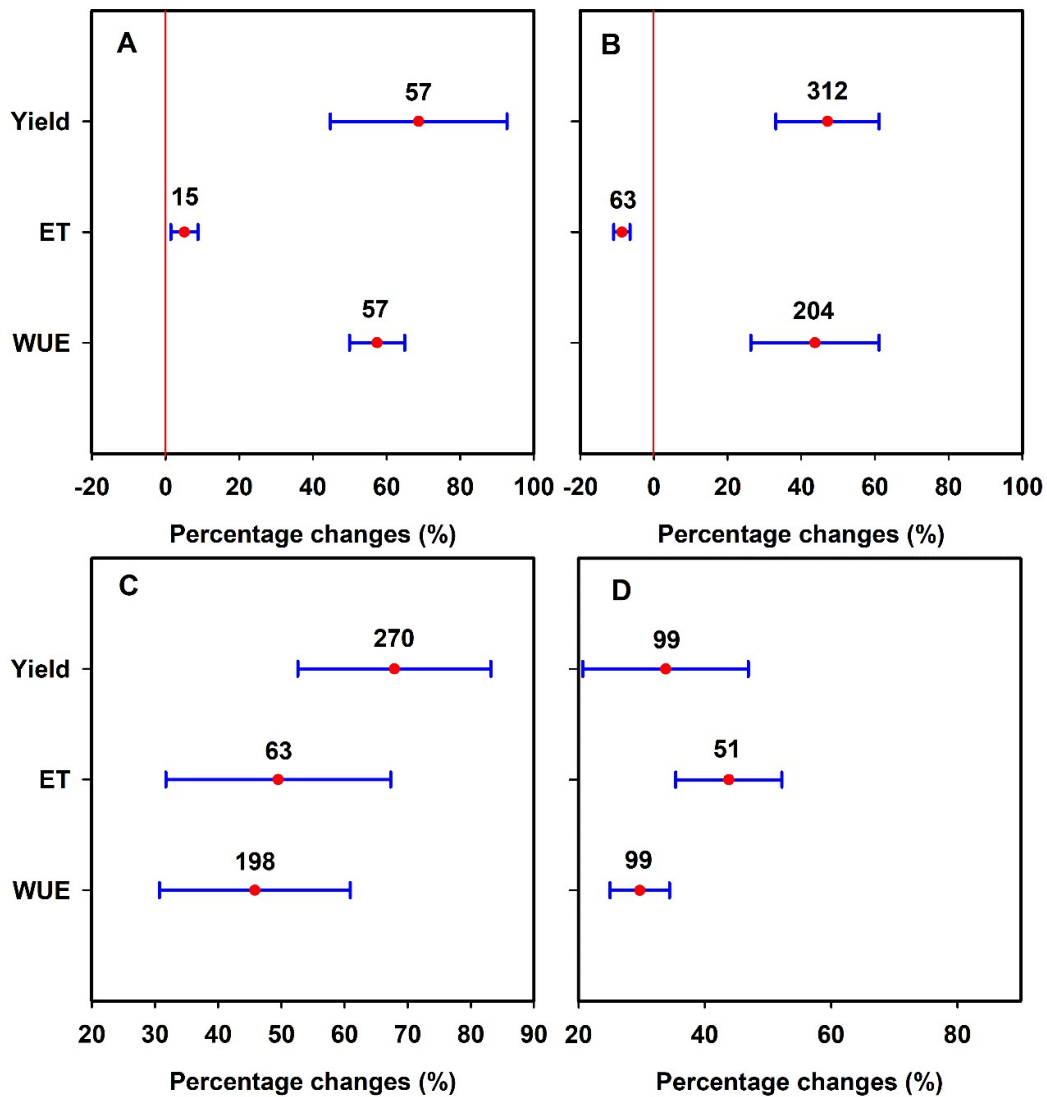 A
B
57
312
Yield
15
63
ET
57
204
WUE
-20 0 20 40 60 80 100
-20 0 20 40 60 80 100
Percentage changes (%)
Percentage changes (%)
C
D
270
99
Yield
63
51
ET
198
99
WUE
20 30 40 50 60 70 80 90
20 40 60 80
Percentage changes (%)
Percentage changes (%)